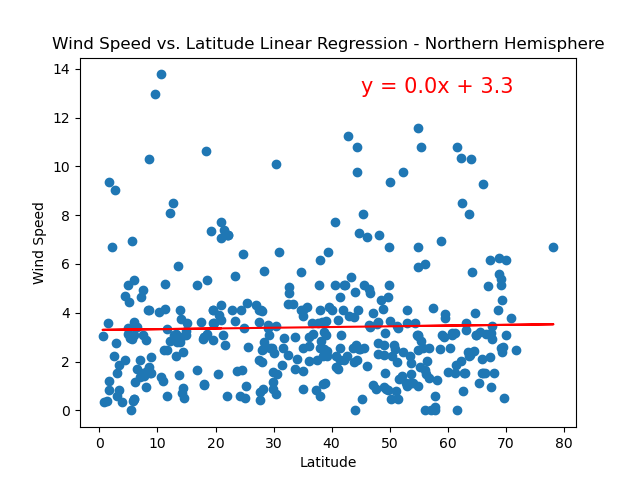 Wind Speed vs. Latitude Linear Regression - Northern Hemisphere
y = 0.0x + 3.3
14
12
10
8
6
4
2
0
Wind Speed
0 10 20 30 40 50 60 70 80
Latitude